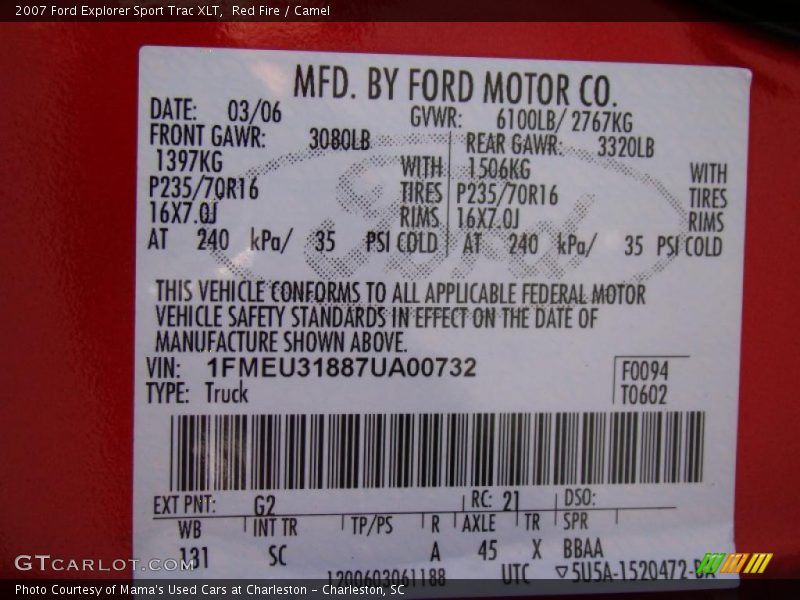 2007 Ford Explorer Sport Trac XLT,  Red Fire / Camel
MFD. BY FORD MOTOR CO.
DATE: 03/06 GVWR: 6100LB/ 2767KG
FRONT GAWR: 3080LB REAR GAWR: 3320LB
1397KG WITH 1506KG WITH
P235/70R16 TIRES P235/70R16 TIRES
16X7.0J RIMS 16X7.0J RIMS
AT 240 kPa/ 35 PSI COLD AT 240 kPa/ 35 PSI COLD
Ford
THIS VEHICLE CONFORMS TO ALL APPLICABLE FEDERAL MOTOR
VEHICLE SAFETY STANDARDS IN EFFECT ON THE DATE OF
MANUFACTURE SHOWN ABOVE.
VIN: 1FMEU31887UA00732 F0094
TYPE: Truck T0602
EXT PNT: G2 RC: 21 DSO:
WB INT TR TP/PS R AXLE TR SPR
131 SC A 45 X BBAA
1200603061188 UTC ▽5U5A-1520472-BA
GTCARLOT.COM
Photo Courtesy of Mama's Used Cars at Charleston - Charleston, SC